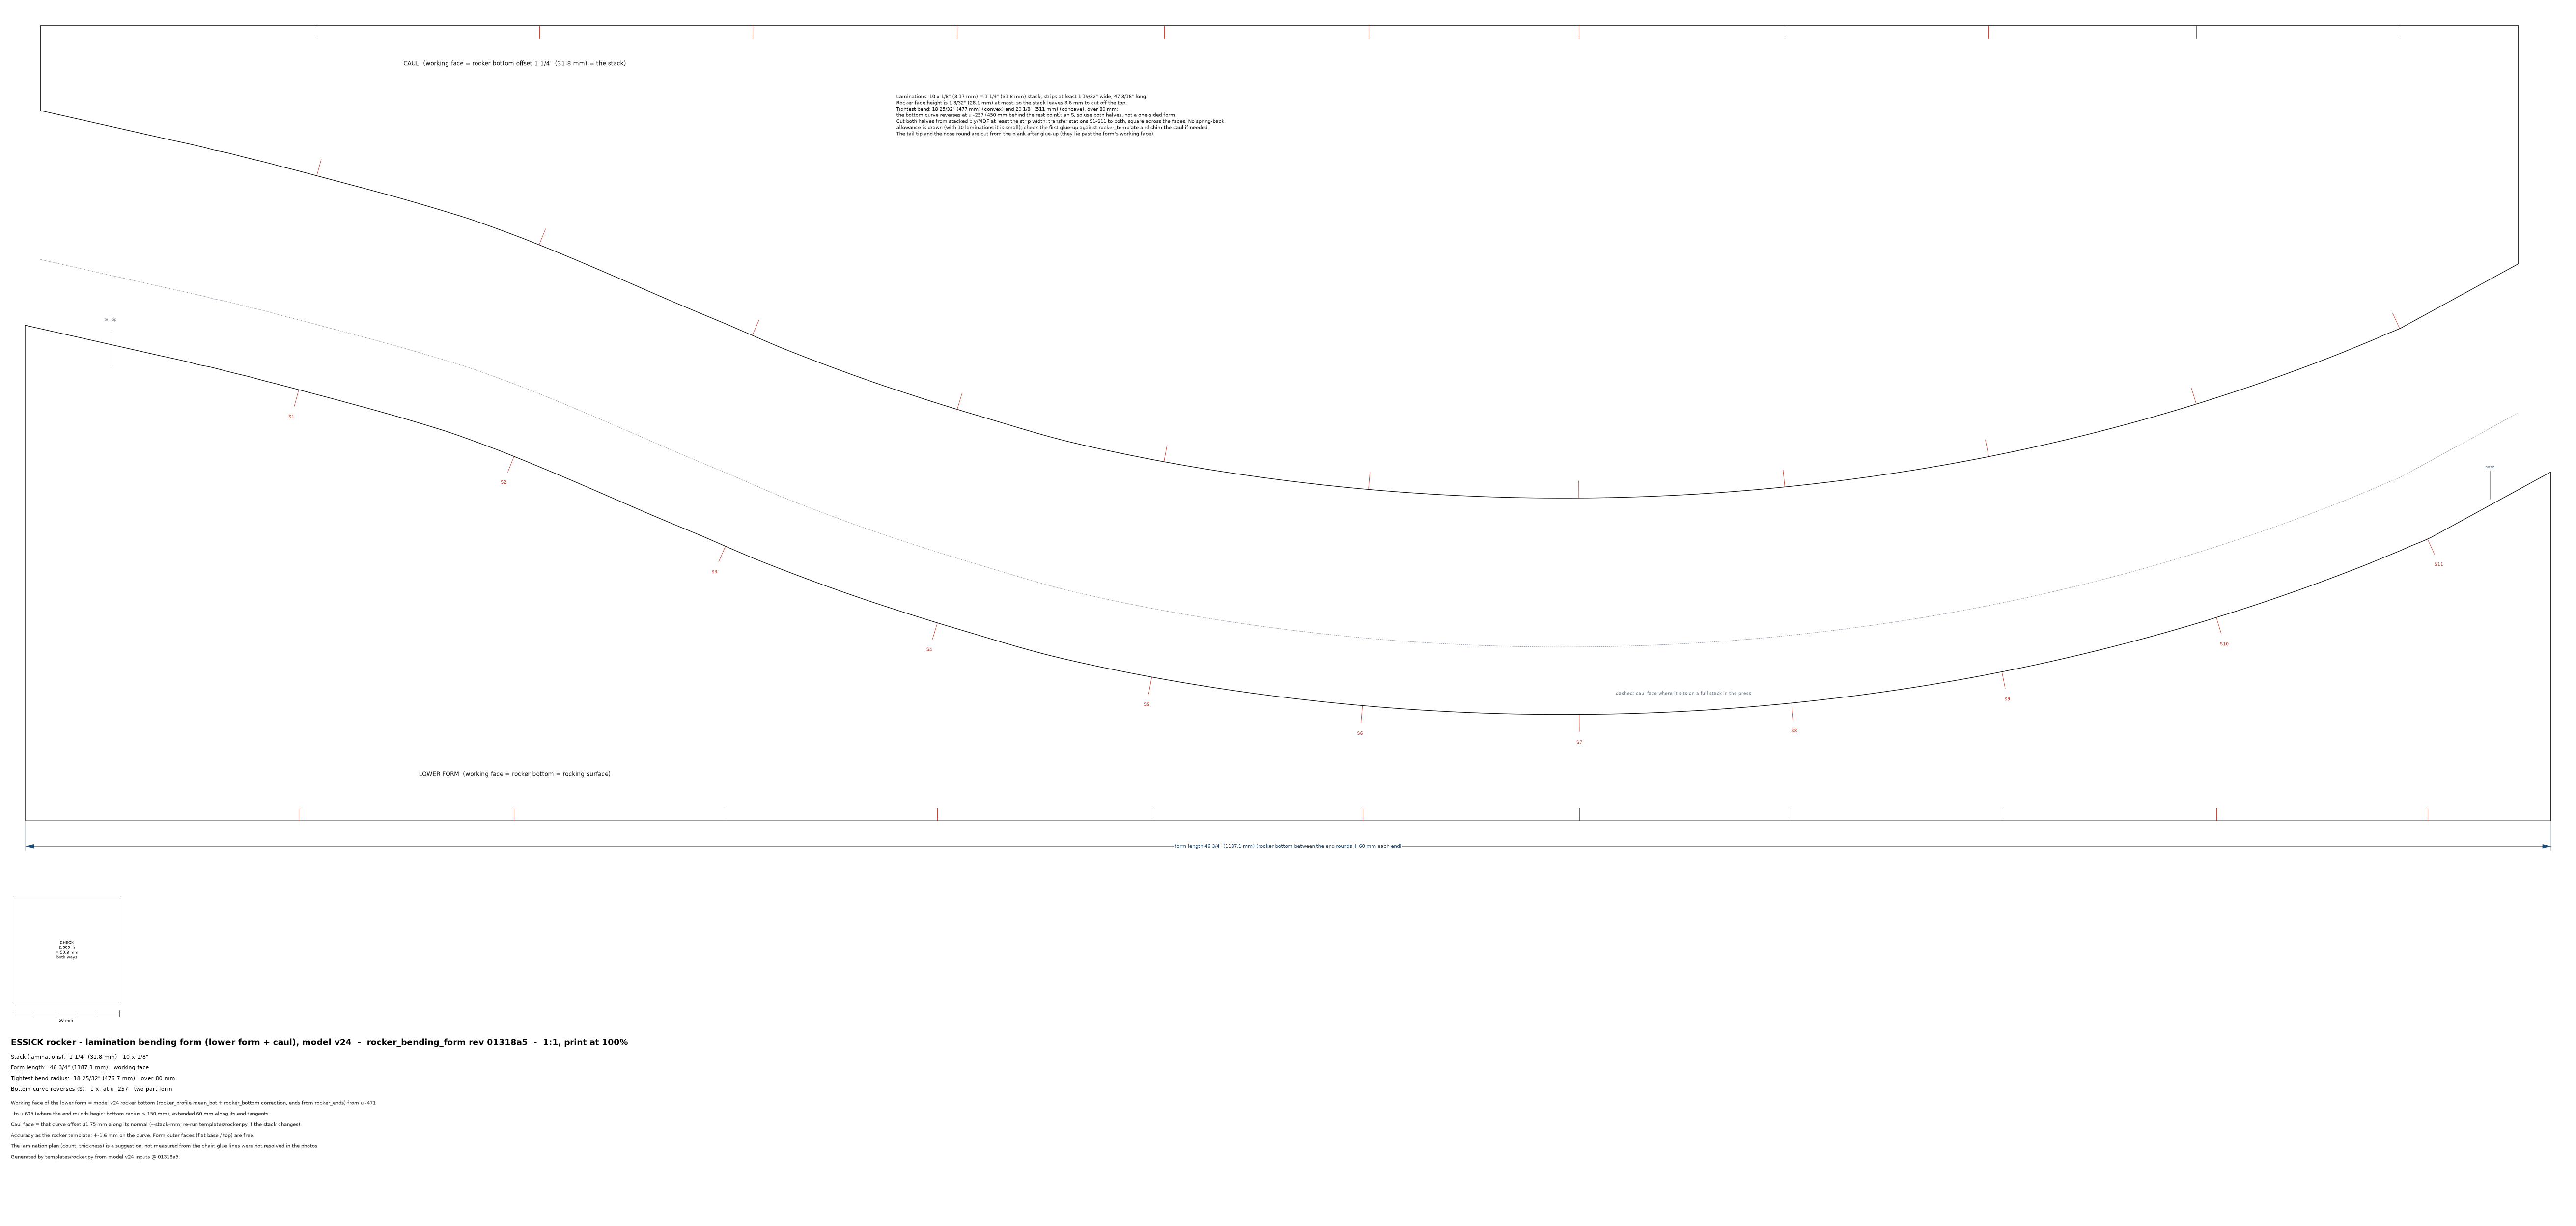 CAUL (working face = rocker bottom offset 1 1/4" (31.8 mm) = the stack)
Laminations: 10 x 1/8" (3.17 mm) = 1 1/4" (31.8 mm) stack, strips at least 1 19/32" wide, 47 3/16" long.
Rocker face height is 1 3/32" (28.1 mm) at most, so the stack leaves 3.6 mm to cut off the top.
Tightest bend: 18 25/32" (477 mm) (convex) and 20 1/8" (511 mm) (concave), over 80 mm;
the bottom curve reverses at u -257 (450 mm behind the rest point): an S, so use both halves, not a one-sided form.
Cut both halves from stacked ply/MDF at least the strip width; transfer stations S1-S11 to both, square across the faces. No spring-back
allowance is drawn (with 10 laminations it is small); check the first glue-up against rocker_template and shim the caul if needed.
The tail tip and the nose round are cut from the blank after glue-up (they lie past the form's working face).
tail tip
nose
S1
S2
S3
S4
S5
S6
S7
S8
S9
S10
S11
dashed: caul face where it sits on a full stack in the press
LOWER FORM (working face = rocker bottom = rocking surface)
form length 46 3/4" (1187.1 mm) (rocker bottom between the end rounds + 60 mm each end)
CHECK
2.000 in
= 50.8 mm
both ways
50 mm
ESSICK rocker - lamination bending form (lower form + caul), model v24 - rocker_bending_form rev 01318a5 - 1:1, print at 100%
Stack (laminations): 1 1/4" (31.8 mm) 10 x 1/8"
Form length: 46 3/4" (1187.1 mm) working face
Tightest bend radius: 18 25/32" (476.7 mm) over 80 mm
Bottom curve reverses (S): 1 x, at u -257 two-part form
Working face of the lower form = model v24 rocker bottom (rocker_profile mean_bot + rocker_bottom correction, ends from rocker_ends) from u -471
to u 605 (where the end rounds begin: bottom radius < 150 mm), extended 60 mm along its end tangents.
Caul face = that curve offset 31.75 mm along its normal (--stack-mm; re-run templates/rocker.py if the stack changes).
Accuracy as the rocker template: +-1.6 mm on the curve. Form outer faces (flat base / top) are free.
The lamination plan (count, thickness) is a suggestion, not measured from the chair: glue lines were not resolved in the photos.
Generated by templates/rocker.py from model v24 inputs @ 01318a5.